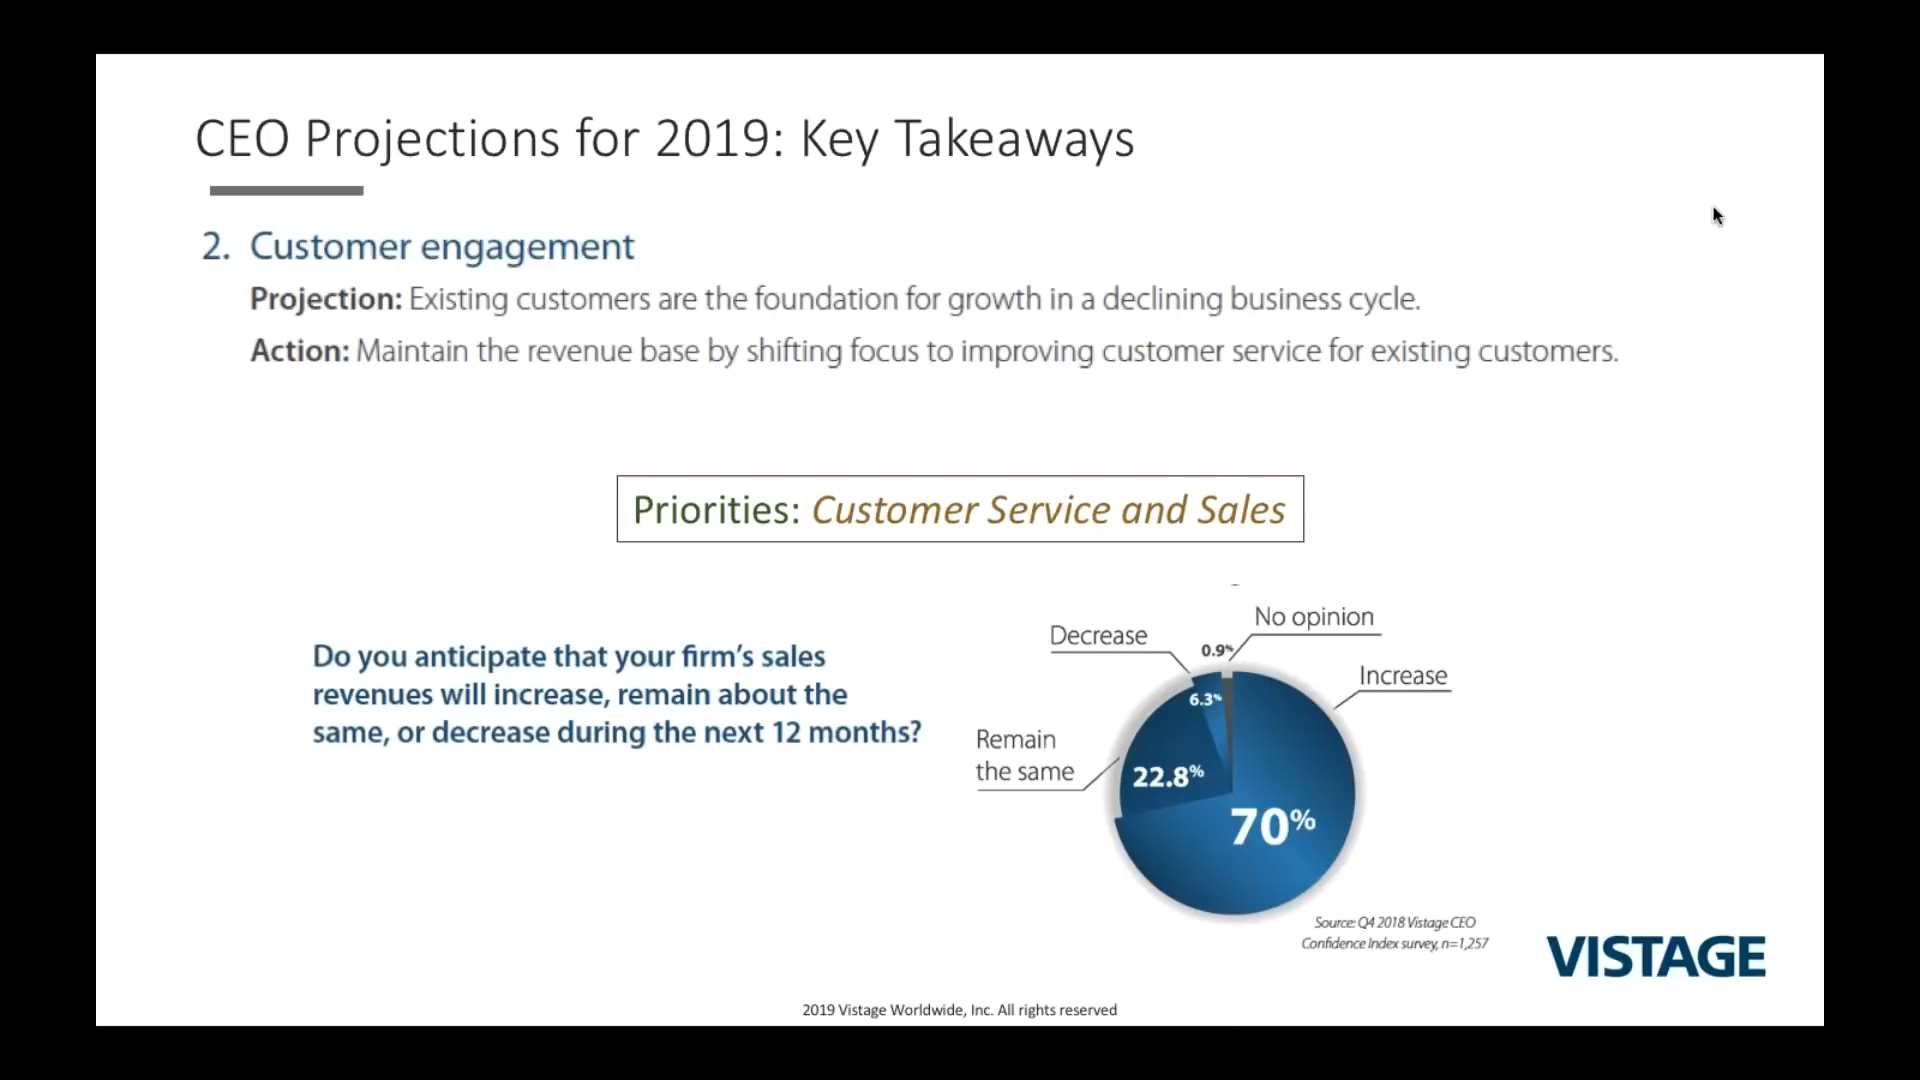 CEO Projections for 2019: Key Takeaways
2. Customer engagement
Projection: Existing customers are the foundation for growth in a declining business cycle.
Action: Maintain the revenue base by shifting focus to improving customer service for existing customers.
Priorities: Customer Service and Sales
Do you anticipate that your firm's sales
revenues will increase, remain about the
same, or decrease during the next 12 months?
No opinion
Decrease
0.9%
Increase
6.3%
Remain
the same
22.8%
70%
Source: Q4 2018 Vistage CEO
Confidence Index survey, n=1,257
VISTAGE
2019 Vistage Worldwide, Inc. All rights reserved